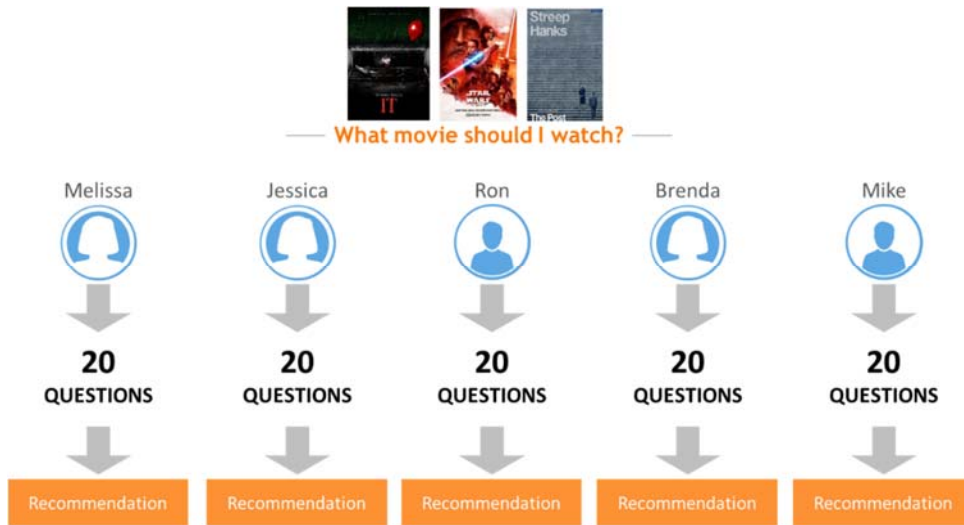 Streep
Hanks
IT
STAR
WARS
The Post
What movie should I watch?
Melissa
Jessica
Ron
Brenda
Mike
20
QUESTIONS
20
QUESTIONS
20
QUESTIONS
20
QUESTIONS
20
QUESTIONS
Recommendation
Recommendation
Recommendation
Recommendation
Recommendation